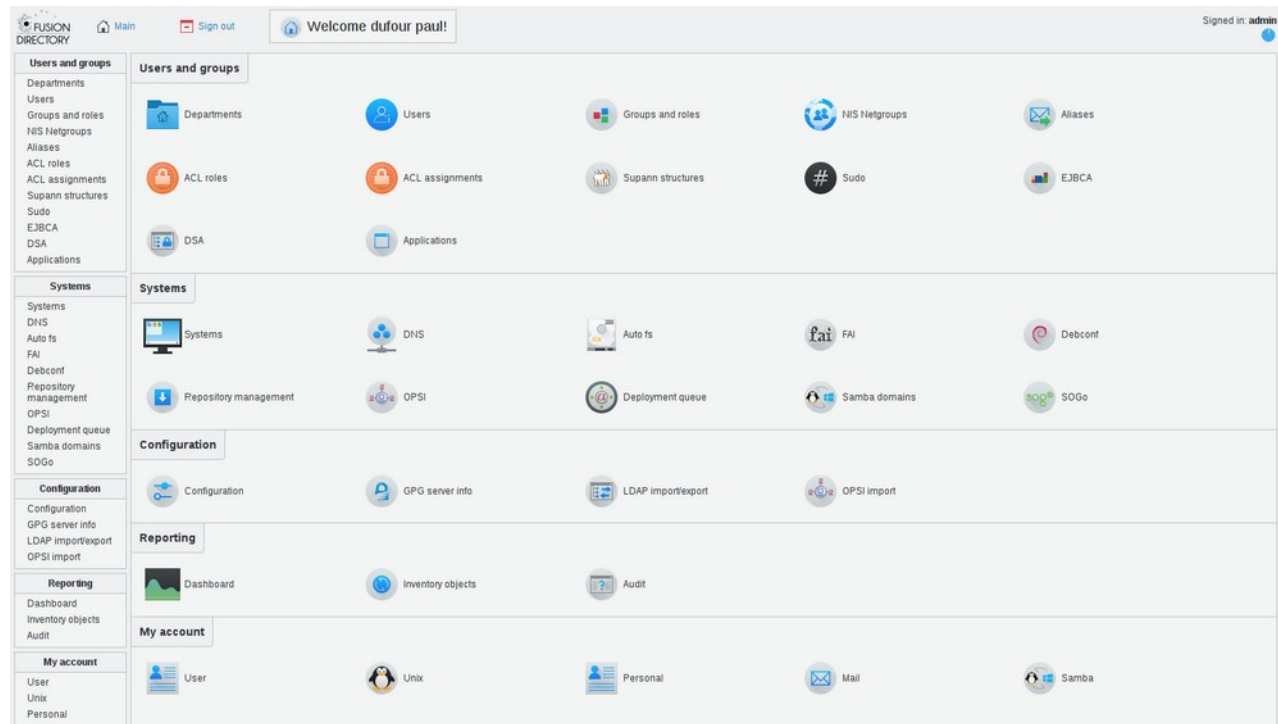 FUSION
DIRECTORY
Main
Sign out
Welcome dufour paul!
Signed in: admin
Users and groups
Departments
Users
Groups and roles
NIS Netgroups
Aliases
ACL roles
ACL assignments
Supann structures
Sudo
EJBCA
DSA
Applications
Systems
Systems
DNS
Auto fs
FAI
Debconf
Repository
management
OPSI
Deployment queue
Samba domains
SOGo
Configuration
Configuration
GPG server info
LDAP import/export
OPSI import
Reporting
Dashboard
Inventory objects
Audit
My account
User
Unix
Personal
Users and groups
Departments
Users
Groups and roles
NIS Netgroups
Aliases
ACL roles
ACL assignments
Supann structures
#
Sudo
EJBCA
DSA
Applications
Systems
Systems
DNS
Auto fs
fai
FAI
Debconf
Repository management
OPSI
@
Deployment queue
Samba domains
sogo
SOGo
Configuration
Configuration
GPG server info
LDAP import/export
OPSI import
Reporting
Dashboard
Inventory objects
Audit
My account
User
Unix
Personal
Mail
Samba